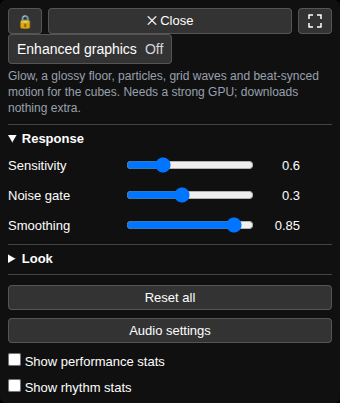 🔒 ✕ Close
Enhanced graphics Off
Glow, a glossy floor, particles, grid waves and beat-synced
motion for the cubes. Needs a strong GPU; downloads
nothing extra.
▼ Response
Sensitivity 0.6
Noise gate 0.3
Smoothing 0.85
▶ Look
Reset all
Audio settings
Show performance stats
Show rhythm stats